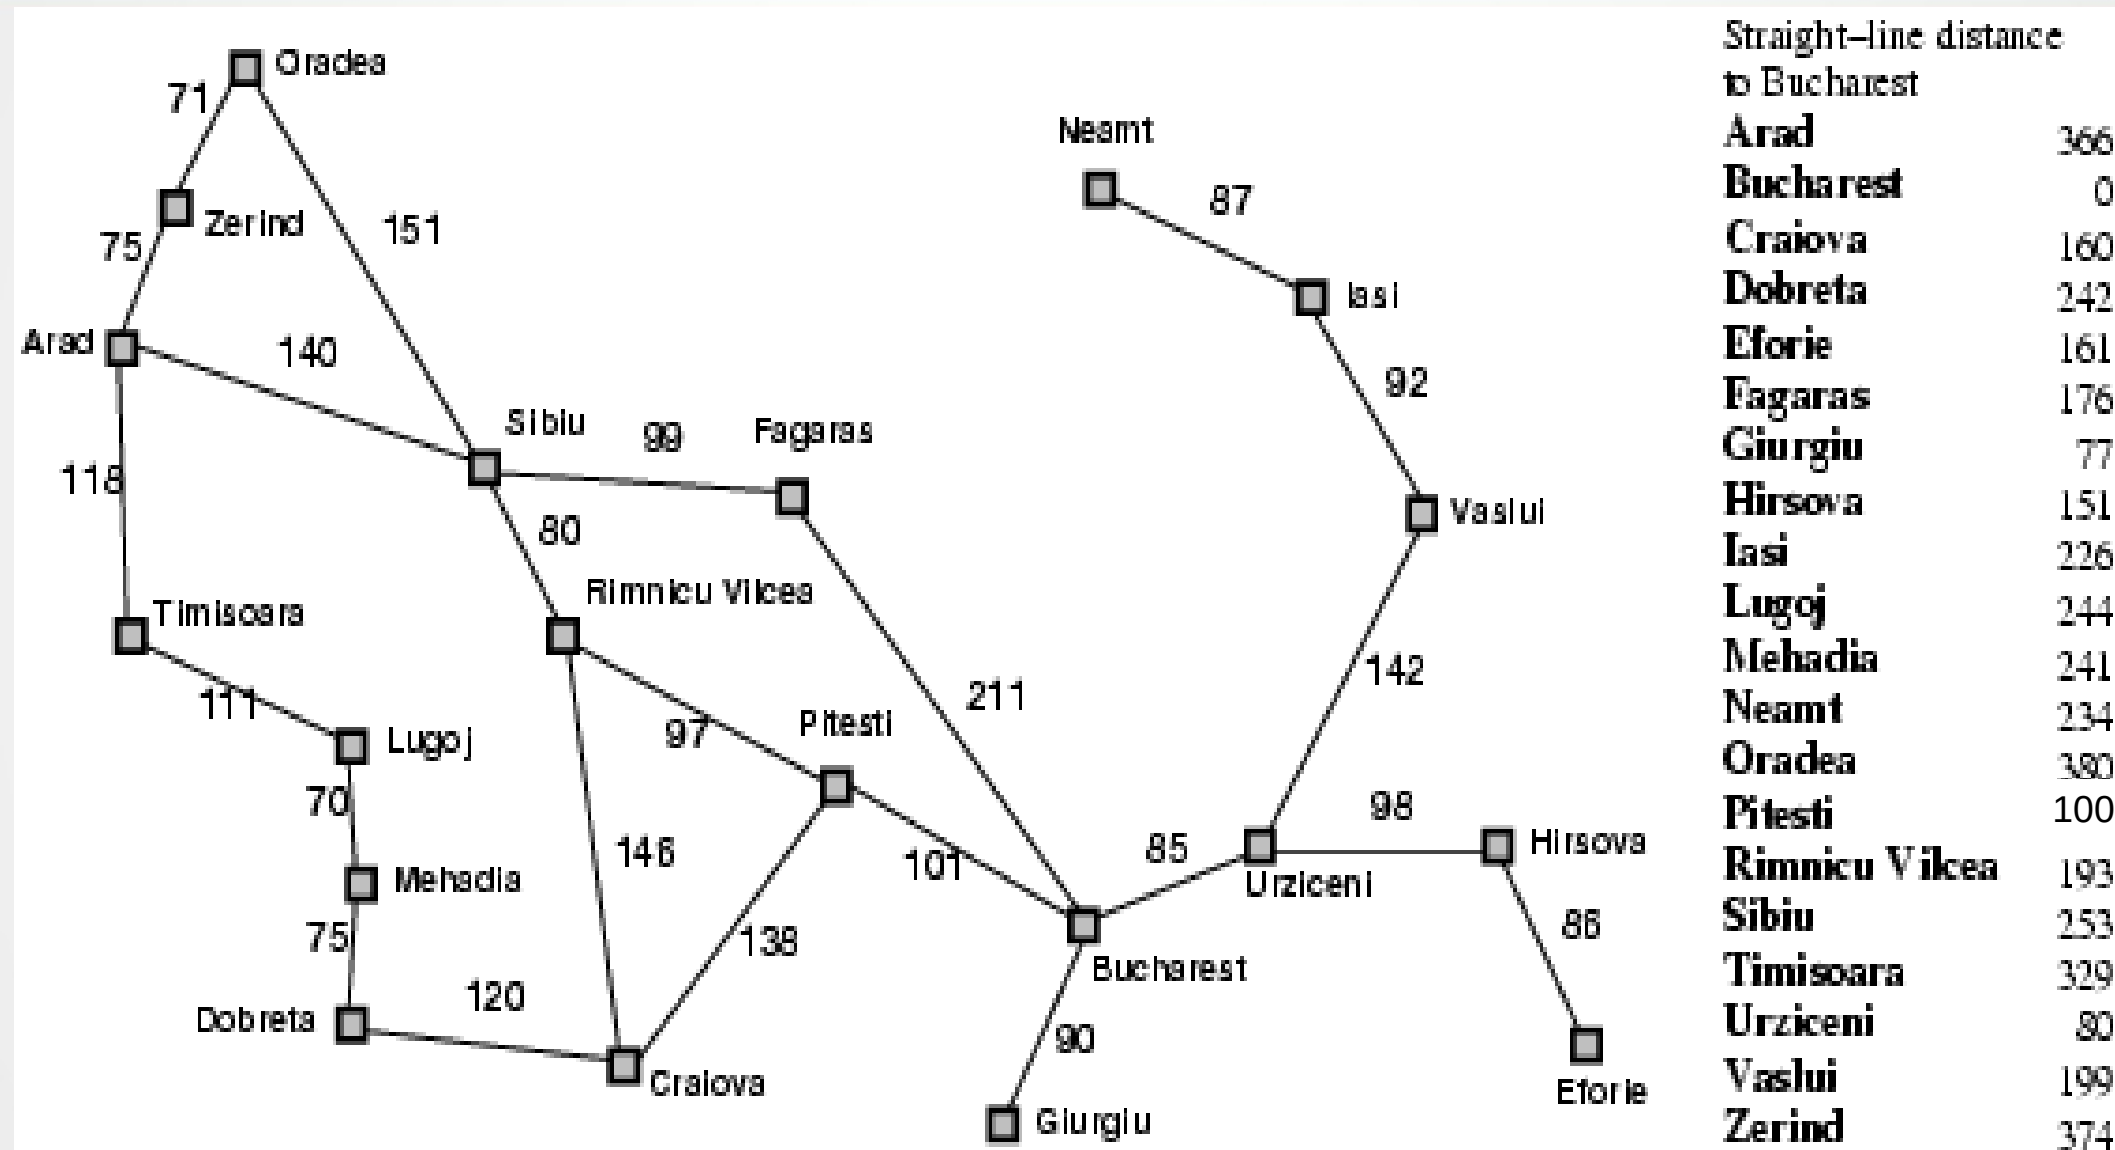 Oradea
71
Neamt
87
Zerind
151
75
Iasi
Arad
140
92
Sibiu
99
Fagaras
118
Vaslui
80
Rimnicu Vilcea
Timisoara
142
111
211
Lugoj
97
Pitesti
70
98
146
85
Hirsova
101
Mehadia
Urziceni
86
75
138
Bucharest
120
Dobreta
90
Craiova
Eforie
Giurgiu
Straight–line distance
to Bucharest
Arad 366
Bucharest 0
Craiova 160
Dobreta 242
Eforie 161
Fagaras 176
Giurgiu 77
Hirsova 151
Iasi 226
Lugoj 244
Mehadia 241
Neamt 234
Oradea 380
Pitesti 100
Rimnicu Vilcea 193
Sibiu 253
Timisoara 329
Urziceni 80
Vaslui 199
Zerind 374